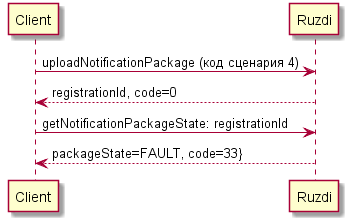 Client Ruzdi
uploadNotificationPackage (код сценария 4)
registrationId, code=0
getNotificationPackageState: registrationId
packageState=FAULT, code=33}
Client Ruzdi